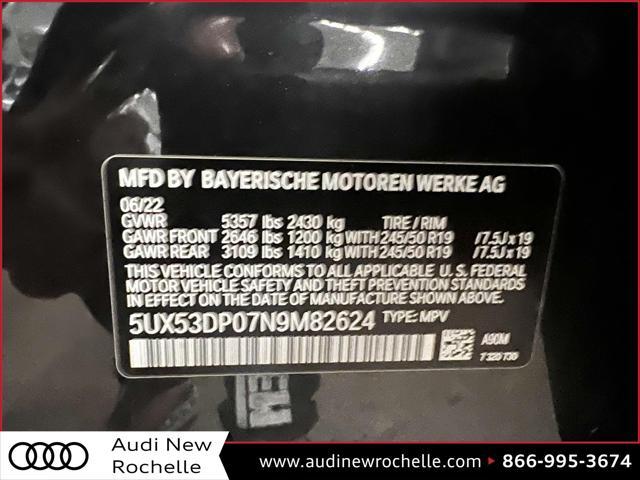 MFD BY BAYERISCHE MOTOREN WERKE AG
06/22
GVWR 5357 lbs 2430 kg TIRE / RIM
GAWR FRONT 2646 lbs 1200 kg WITH 245/50 R19 /7.5J x 19
GAWR REAR 3109 lbs 1410 kg WITH 245/50 R19 /7.5J x 19
THIS VEHICLE CONFORMS TO ALL APPLICABLE U. S. FEDERAL
MOTOR VEHICLE SAFETY AND THEFT PREVENTION STANDARDS
IN EFFECT ON THE DATE OF MANUFACTURE SHOWN ABOVE.
5UX53DP07N9M82624 TYPE: MPV
A90M
7 320 730
Audi New
Rochelle
www.audinewrochelle.com
866-995-3674